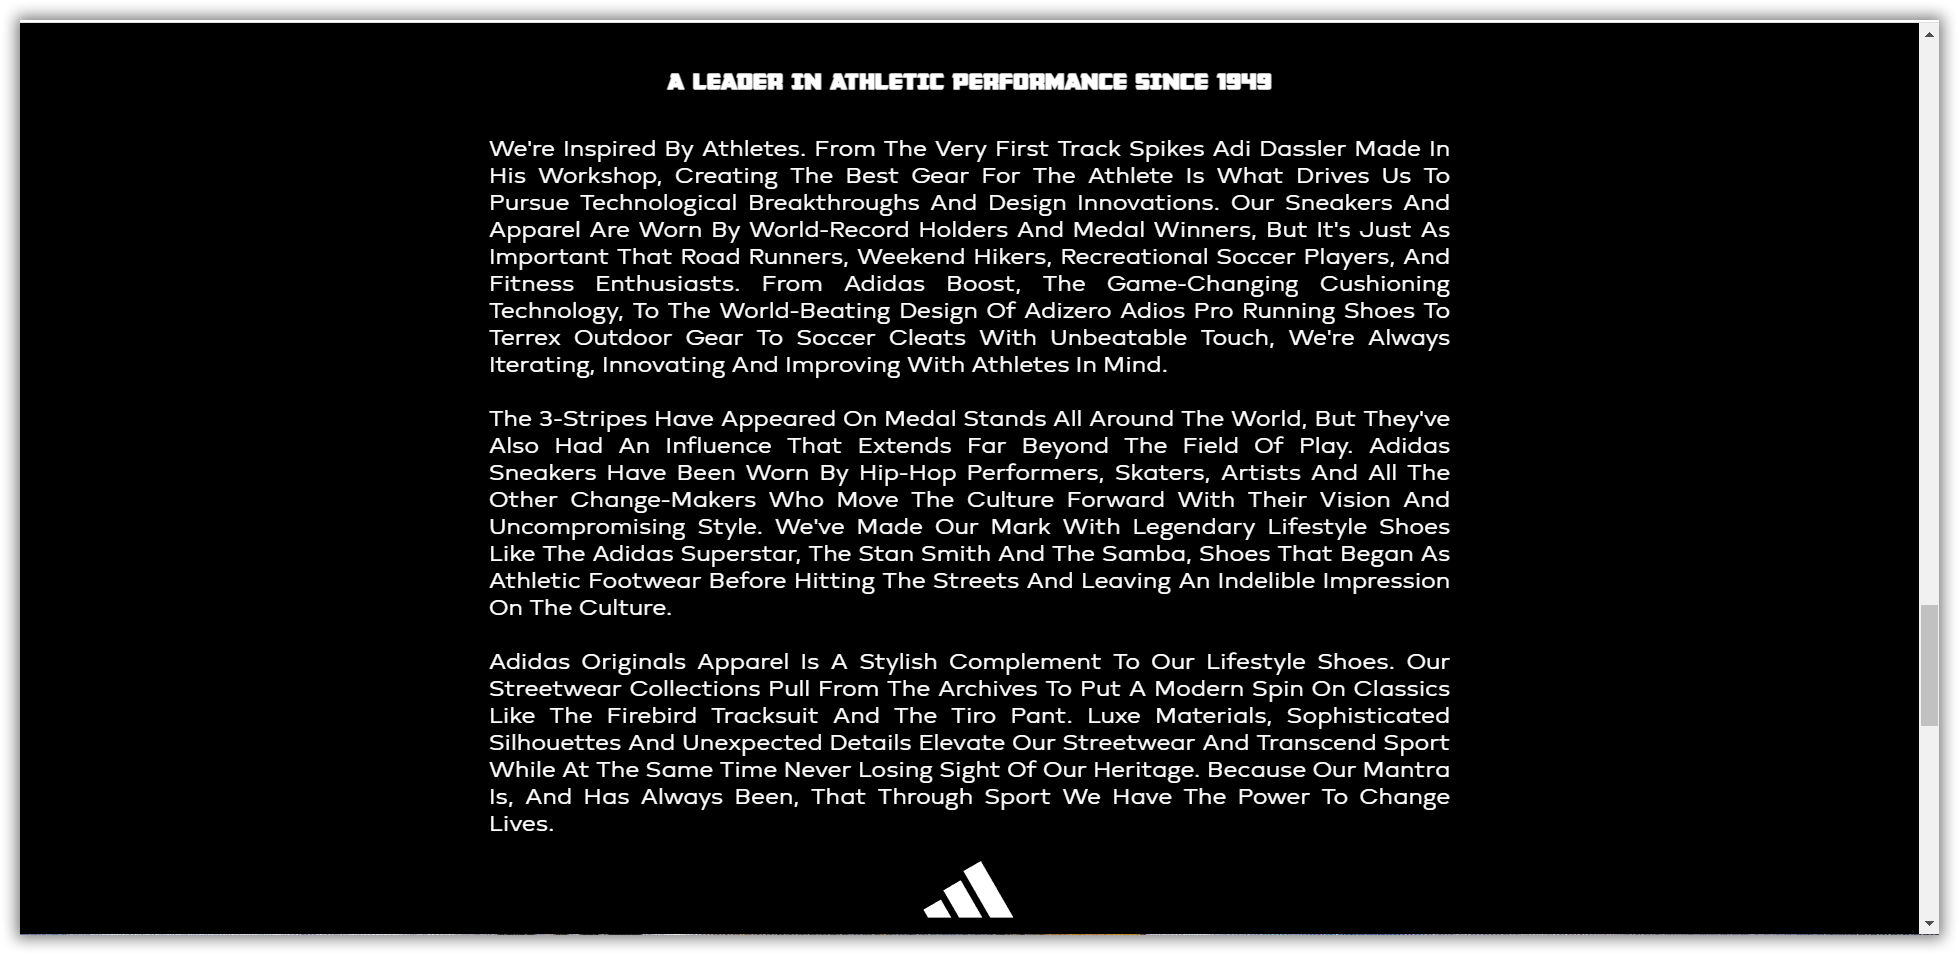 A LEADER IN ATHLETIC PERFORMANCE SINCE 1949
We're Inspired By Athletes. From The Very First Track Spikes Adi Dassler Made In
His Workshop, Creating The Best Gear For The Athlete Is What Drives Us To
Pursue Technological Breakthroughs And Design Innovations. Our Sneakers And
Apparel Are Worn By World-Record Holders And Medal Winners, But It's Just As
Important That Road Runners, Weekend Hikers, Recreational Soccer Players, And
Fitness Enthusiasts. From Adidas Boost, The Game-Changing Cushioning
Technology, To The World-Beating Design Of Adizero Adios Pro Running Shoes To
Terrex Outdoor Gear To Soccer Cleats With Unbeatable Touch, We're Always
Iterating, Innovating And Improving With Athletes In Mind.
The 3-Stripes Have Appeared On Medal Stands All Around The World, But They've
Also Had An Influence That Extends Far Beyond The Field Of Play. Adidas
Sneakers Have Been Worn By Hip-Hop Performers, Skaters, Artists And All The
Other Change-Makers Who Move The Culture Forward With Their Vision And
Uncompromising Style. We've Made Our Mark With Legendary Lifestyle Shoes
Like The Adidas Superstar, The Stan Smith And The Samba, Shoes That Began As
Athletic Footwear Before Hitting The Streets And Leaving An Indelible Impression
On The Culture.
Adidas Originals Apparel Is A Stylish Complement To Our Lifestyle Shoes. Our
Streetwear Collections Pull From The Archives To Put A Modern Spin On Classics
Like The Firebird Tracksuit And The Tiro Pant. Luxe Materials, Sophisticated
Silhouettes And Unexpected Details Elevate Our Streetwear And Transcend Sport
While At The Same Time Never Losing Sight Of Our Heritage. Because Our Mantra
Is, And Has Always Been, That Through Sport We Have The Power To Change
Lives.